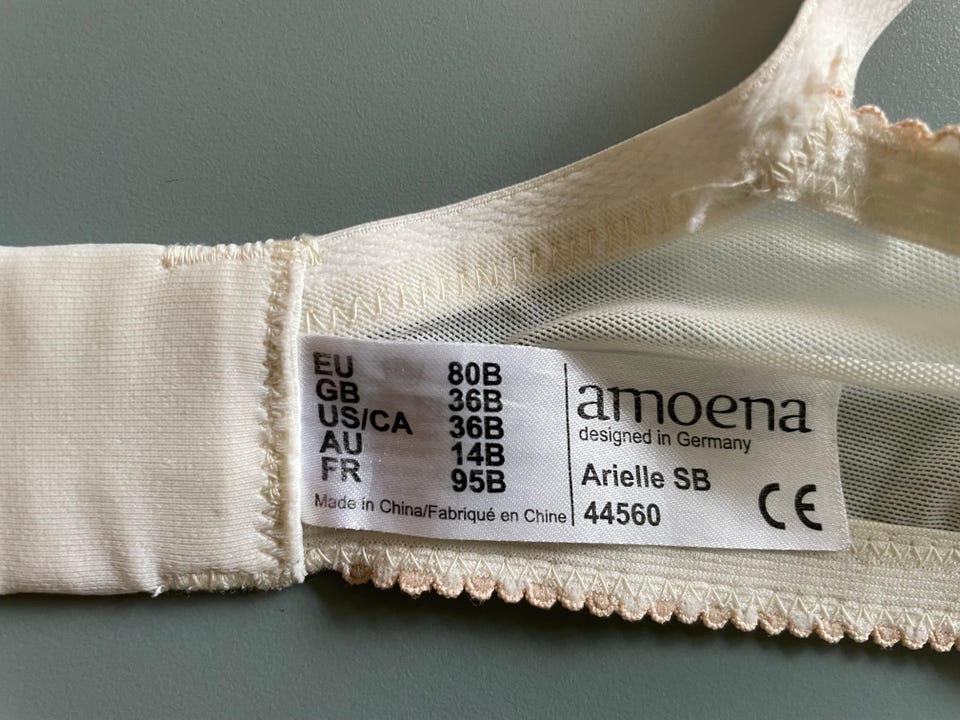 EU 80B
GB 36B
US/CA 36B
AU 14B
FR 95B
Made in China/Fabriqué en Chine
amoena
designed in Germany
Arielle SB
44560
CE